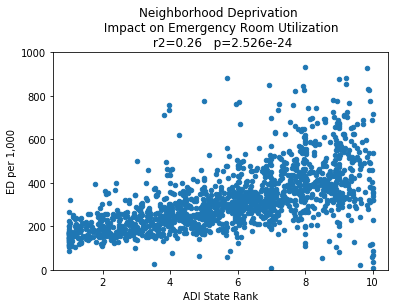 Neighborhood Deprivation
Impact on Emergency Room Utilization
r2=0.26 p=2.526e-24
1000
800
600
400
200
0
ED per 1,000
2
4
6
8
10
ADI State Rank